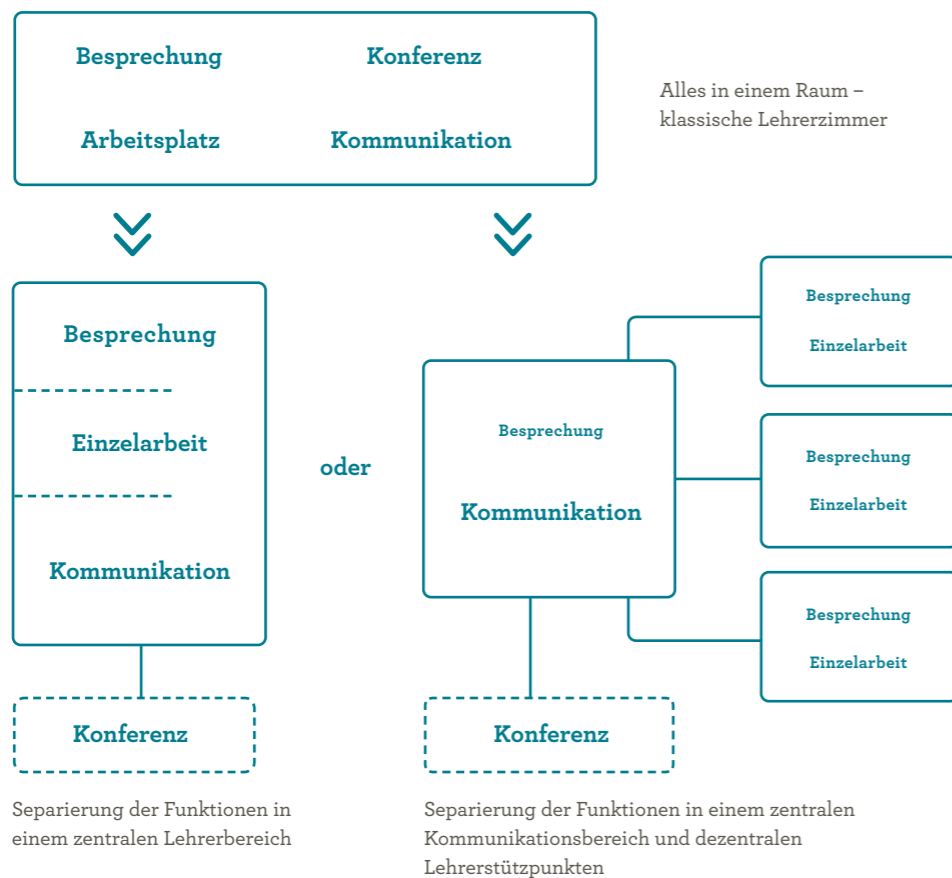 Besprechung
Konferenz
Arbeitsplatz
Kommunikation
Alles in einem Raum –
klassische Lehrerzimmer
Besprechung
Einzelarbeit
Kommunikation
Konferenz
Separierung der Funktionen in
einem zentralen Lehrerbereich
oder
Besprechung
Kommunikation
Konferenz
Besprechung
Einzelarbeit
Besprechung
Einzelarbeit
Besprechung
Einzelarbeit
Separierung der Funktionen in einem zentralen
Kommunikationsbereich und dezentralen
Lehrerstützpunkten